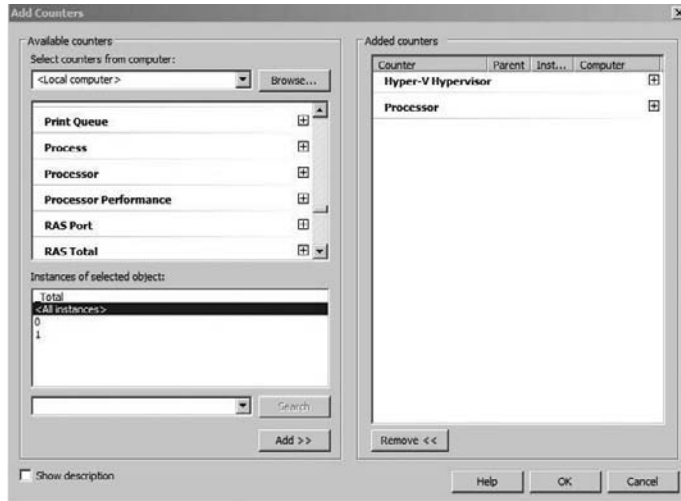 Add Counters
Available counters
Select counters from computer:
<Local computer>
Browse...
Print Queue
Process
Processor
Processor Performance
RAS Port
RAS Total
Instances of selected object:
_Total
<All instances>
0
1
Search
Add >>
Show description
Added counters
Counter Parent Inst... Computer
Hyper-V Hypervisor
Processor
Remove <<
Help OK Cancel